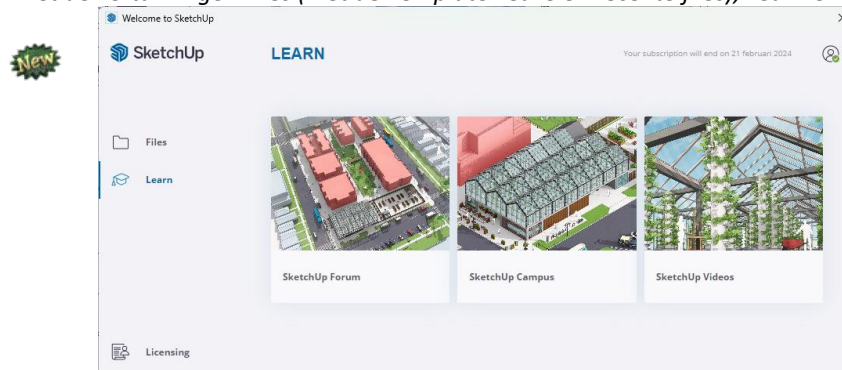 Welcome to SketchUp
New
SketchUp
LEARN
Your subscription will end on 21 februari 2024
Files
Learn
SketchUp Forum
SketchUp Campus
SketchUp Videos
Licensing